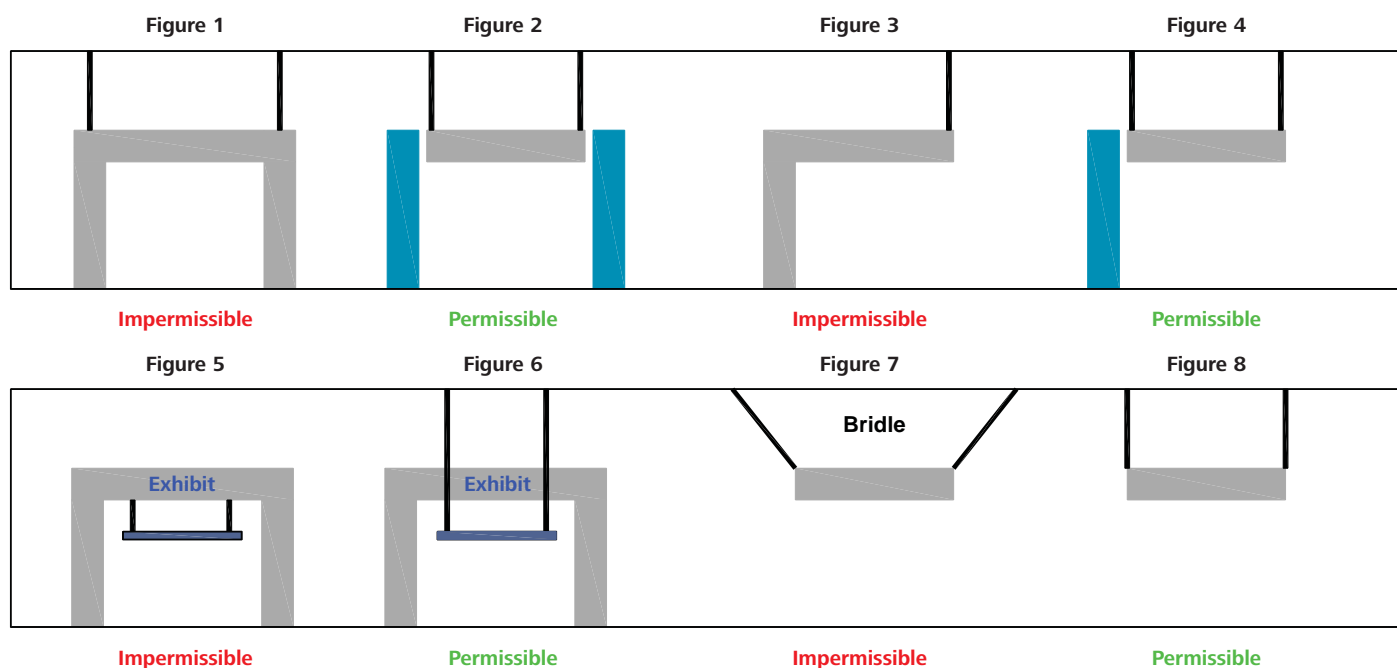 Figure 1 Figure 2 Figure 3 Figure 4
Impermissible Permissible Impermissible Permissible
Figure 5 Figure 6 Figure 7 Figure 8
Bridle
Exhibit Exhibit
Impermissible Permissible Impermissible Permissible